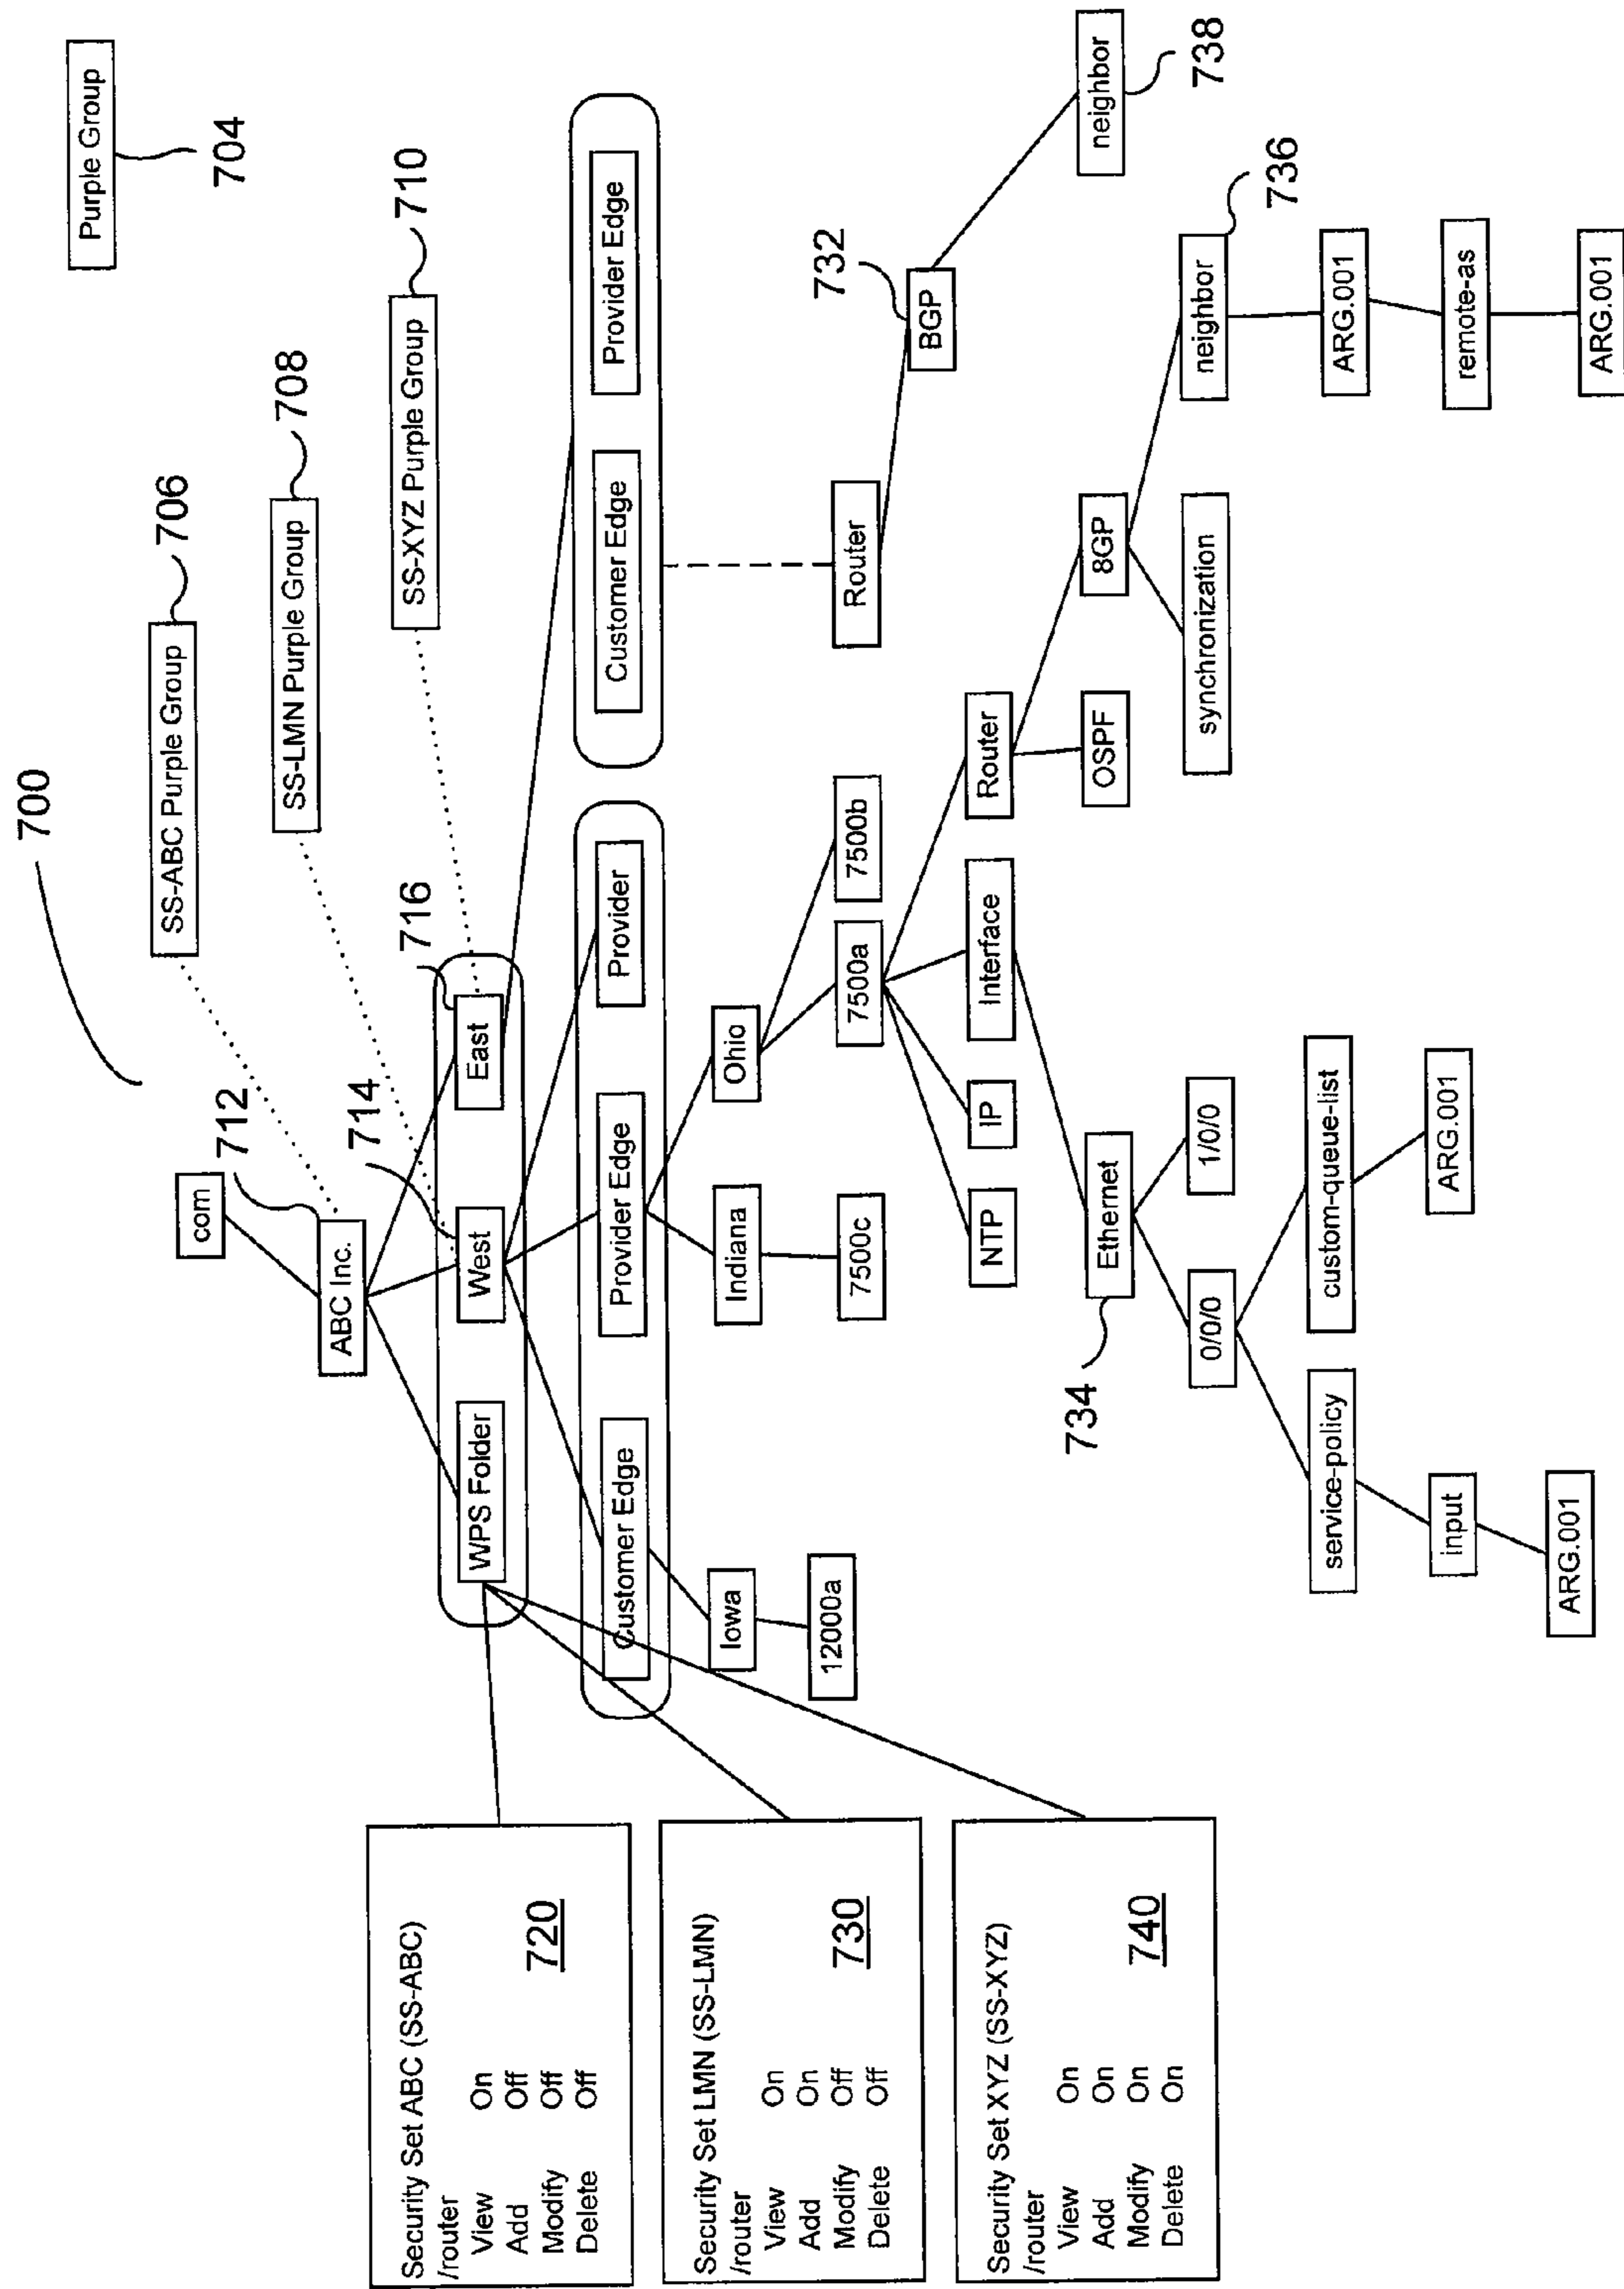 700
Purple Group
704
com
712
SS-ABC Purple Group
706
ABC Inc.
714
SS-LMN Purple Group
708
716
SS-XYZ Purple Group
710
WPS Folder
West
East
Customer Edge
Provider Edge
Provider
Customer Edge
Provider Edge
Iowa
Indiana
Ohio
12000a
7500c
7500a
7500b
Router
732
BGP
NTP
IP
Interface
Router
734
Ethernet
OSPF
8GP
neighbor
738
0/0/0
1/0/0
synchronization
neighbor
736
service-policy
custom-queue-list
ARG.001
input
ARG.001
remote-as
ARG.001
ARG.001
Security Set ABC (SS-ABC)
/router
View On
Add Off
Modify Off
Delete Off
720
Security Set LMN (SS-LMN)
/router
View On
Add On
Modify Off
Delete Off
730
Security Set XYZ (SS-XYZ)
/router
View On
Add On
Modify On
Delete On
740